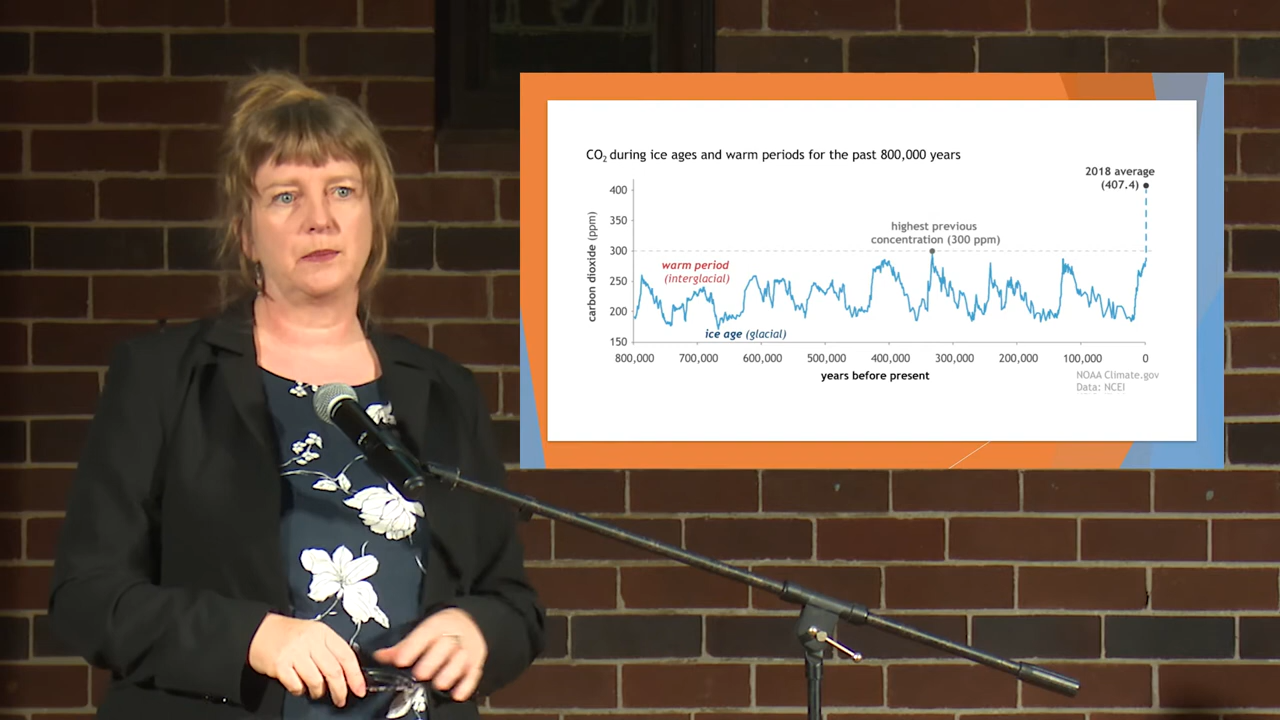 CO₂ during ice ages and warm periods for the past 800,000 years
2018 average
(407.4)
400
350
300
250
200
150
carbon dioxide (ppm)
highest previous
concentration (300 ppm)
warm period
(interglacial)
ice age (glacial)
800,000 700,000 600,000 500,000 400,000 300,000 200,000 100,000 0
years before present
NOAA Climate.gov
Data: NCEI